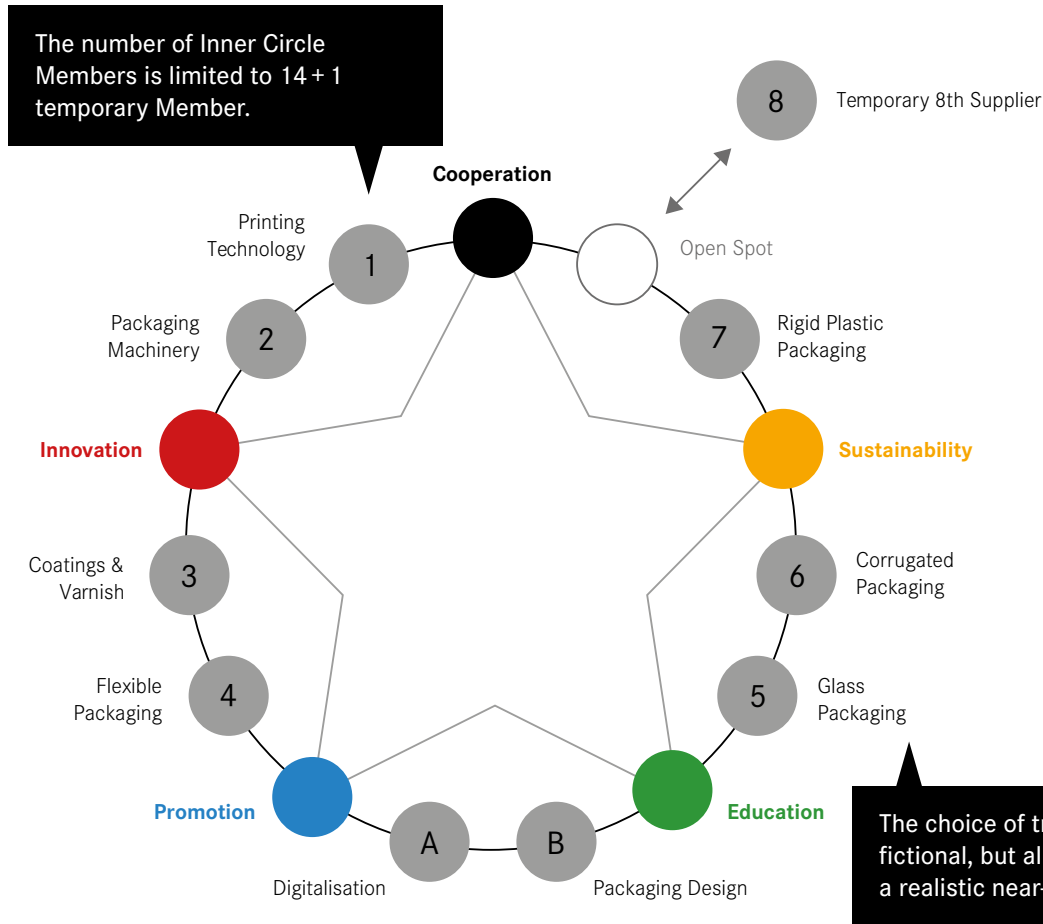 The number of Inner Circle
Members is limited to 14 + 1
temporary Member.
8
Temporary 8th Supplier
Cooperation
Printing
Technology
1
Open Spot
Packaging
Machinery
2
7
Rigid Plastic
Packaging
Innovation
Sustainability
Coatings &
Varnish
3
6
Corrugated
Packaging
Flexible
Packaging
4
5
Glass
Packaging
Promotion
Education
A
B
Digitalisation
Packaging Design
The choice of
fictional, but
a realistic